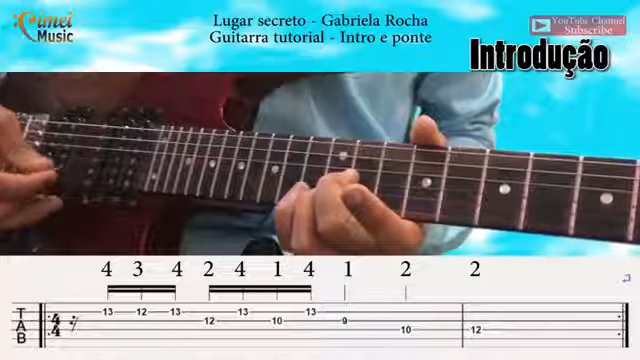 Cimei
Music
Lugar secreto - Gabriela Rocha
Guitarra tutorial - Intro e ponte
YouTube Channel
Subscribe
Introdução
4 3 4 2 4 1 4 1 2 2
T
A
B
4
4
13 12 13 12 13 10 13 9 10 12